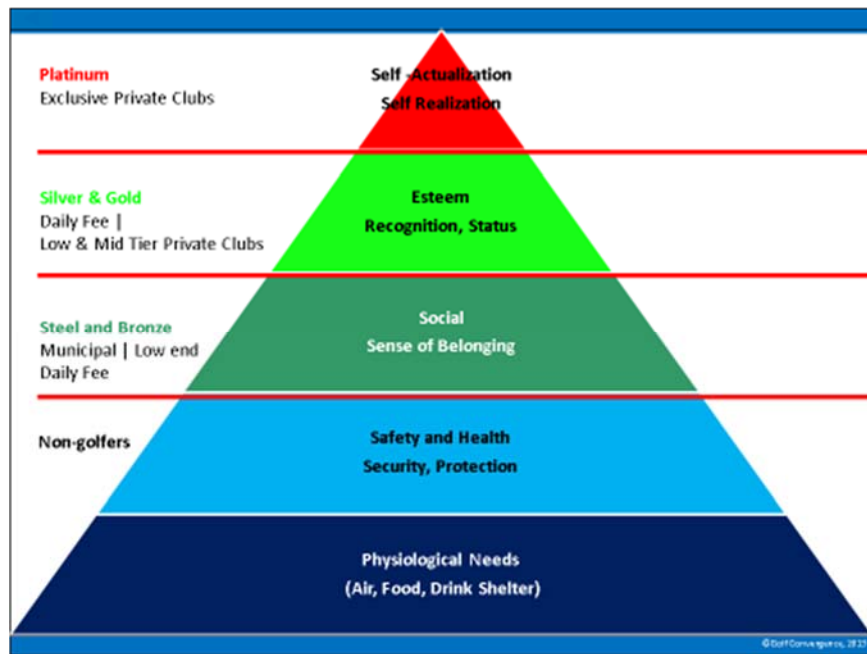 Platinum
Exclusive Private Clubs
Self -Actualization
Self Realization
Silver & Gold
Daily Fee |
Low & Mid Tier Private Clubs
Esteem
Recognition, Status
Steel and Bronze
Municipal | Low end
Daily Fee
Social
Sense of Belonging
Non-golfers
Safety and Health
Security, Protection
Physiological Needs
(Air, Food, Drink Shelter)
© Golf Convergence,